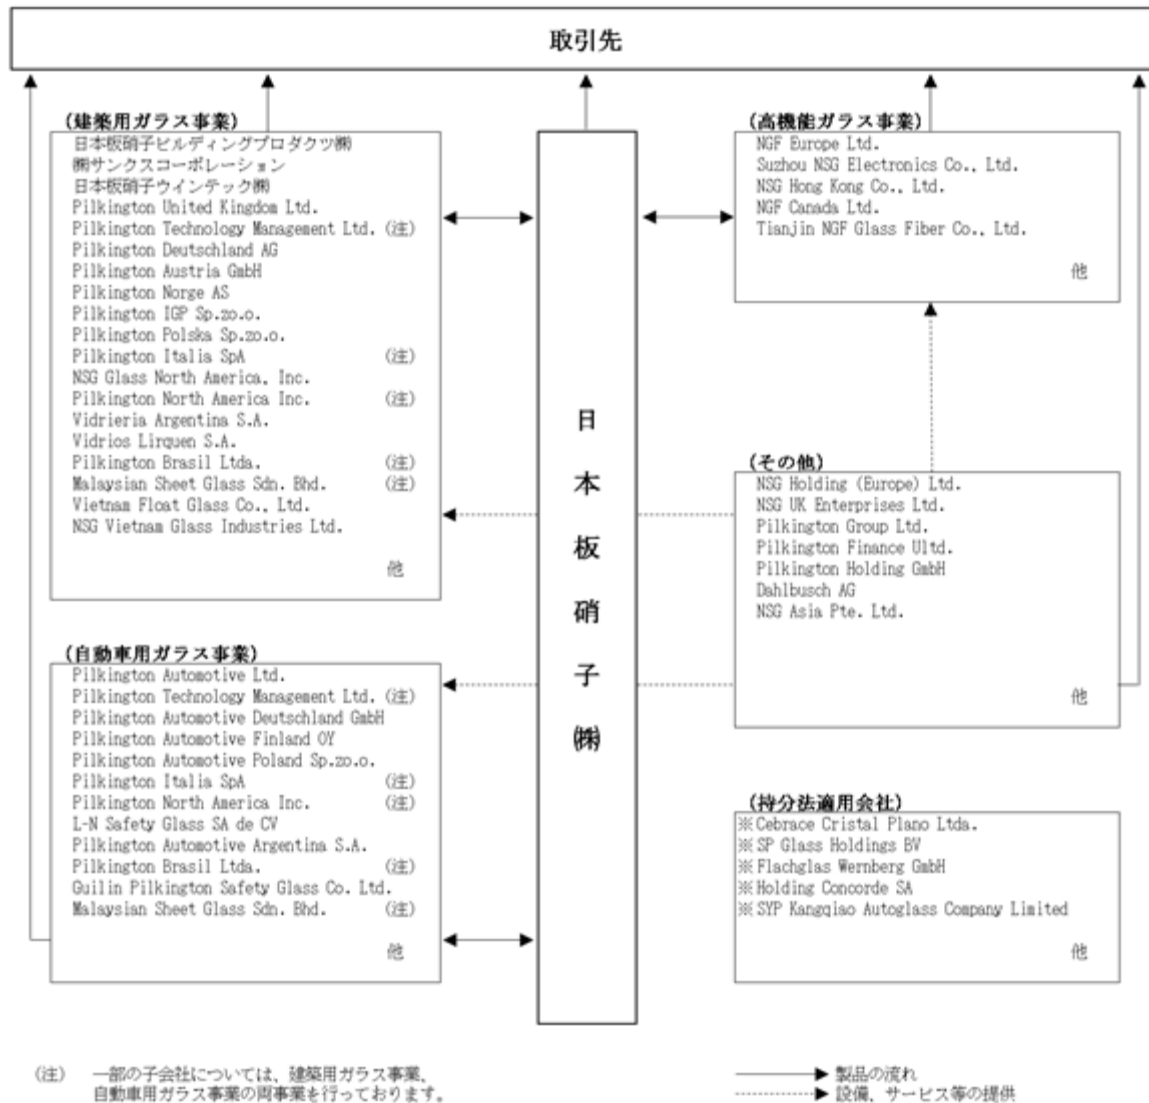 取引先
(建築用ガラス事業)
日本板硝子ビルディングプロダクツ㈱
㈱サンクスコーポレーション
日本板硝子ウインテック㈱
Pilkington United Kingdom Ltd.
Pilkington Technology Management Ltd. (注)
Pilkington Deutschland AG
Pilkington Austria GmbH
Pilkington Norge AS
Pilkington IGP Sp.zo.o.
Pilkington Polska Sp.zo.o.
Pilkington Italia SpA (注)
NSG Glass North America, Inc.
Pilkington North America Inc. (注)
Vidrieria Argentina S.A.
Vidrios Lirquen S.A.
Pilkington Brasil Ltda. (注)
Malaysian Sheet Glass Sdn. Bhd. (注)
Vietnam Float Glass Co., Ltd.
NSG Vietnam Glass Industries Ltd.
他
(自動車用ガラス事業)
Pilkington Automotive Ltd.
Pilkington Technology Management Ltd. (注)
Pilkington Automotive Deutschland GmbH
Pilkington Automotive Finland OY
Pilkington Automotive Poland Sp.zo.o.
Pilkington Italia SpA (注)
Pilkington North America Inc. (注)
L-N Safety Glass SA de CV
Pilkington Automotive Argentina S.A.
Pilkington Brasil Ltda. (注)
Guilin Pilkington Safety Glass Co. Ltd.
Malaysian Sheet Glass Sdn. Bhd. (注)
他
日本板硝子㈱
(高機能ガラス事業)
NGF Europe Ltd.
Suzhou NSG Electronics Co., Ltd.
NSG Hong Kong Co., Ltd.
NGF Canada Ltd.
Tianjin NGF Glass Fiber Co., Ltd.
他
(その他)
NSG Holding (Europe) Ltd.
NSG UK Enterprises Ltd.
Pilkington Group Ltd.
Pilkington Finance Ultd.
Pilkington Holding GmbH
Dahlbusch AG
NSG Asia Pte. Ltd.
他
(持分法適用会社)
※Cebrace Cristal Plano Ltda.
※SP Glass Holdings BV
※Flachglas Wernberg GmbH
※Holding Concorde SA
※SYP Kangqiao Autoglass Company Limited
他
(注) 一部の子会社については、建築用ガラス事業、
自動車用ガラス事業の両事業を行っております。
製品の流れ
設備、サービス等の提供